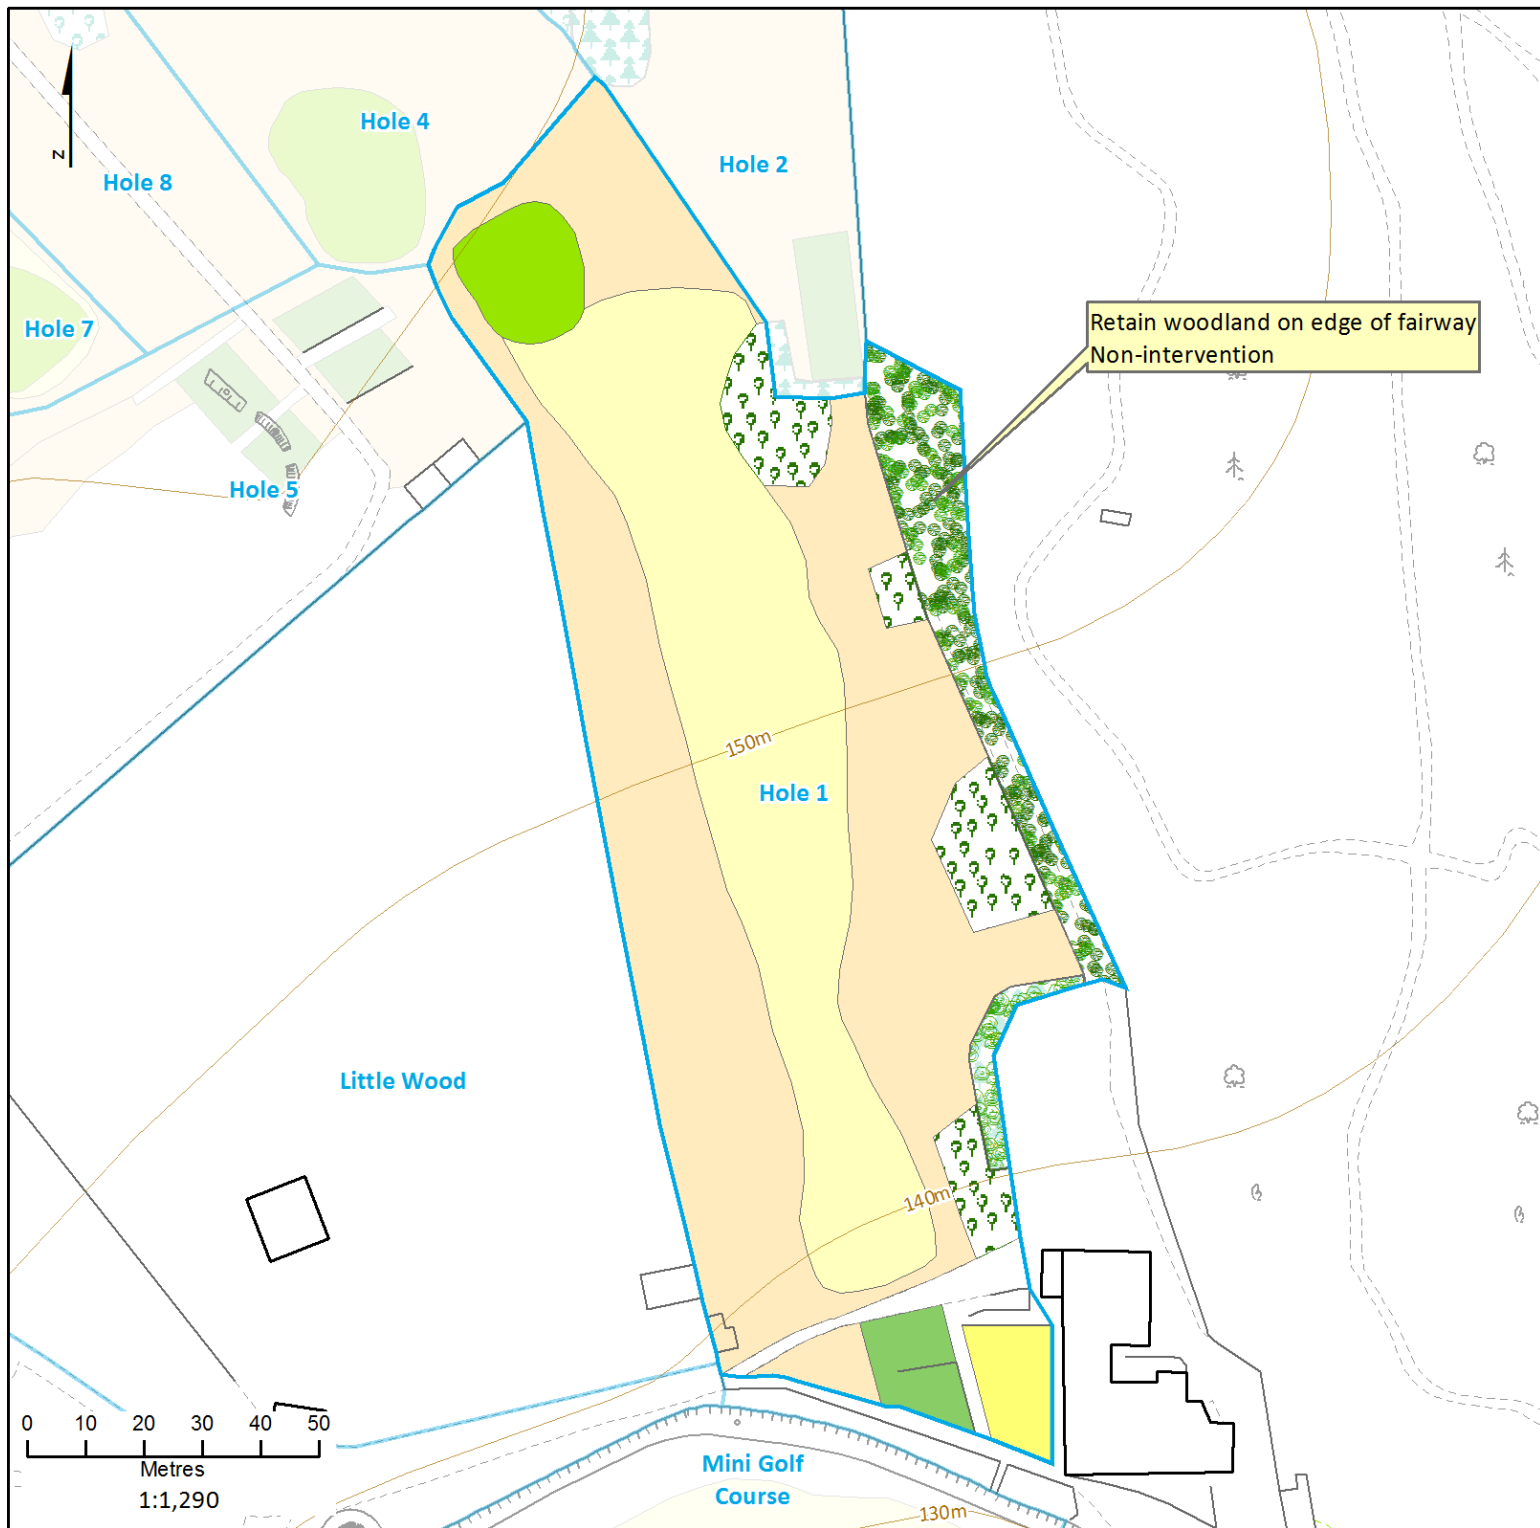 Hole 4
Hole 2
Hole 8
N
Retain woodland on edge of fairway
Non-intervention
Hole 7
Hole 5
150m
Hole 1
Little Wood
140m
0 10 20 30 40 50
Metres
1:1,290
Mini Golf
Course
130m